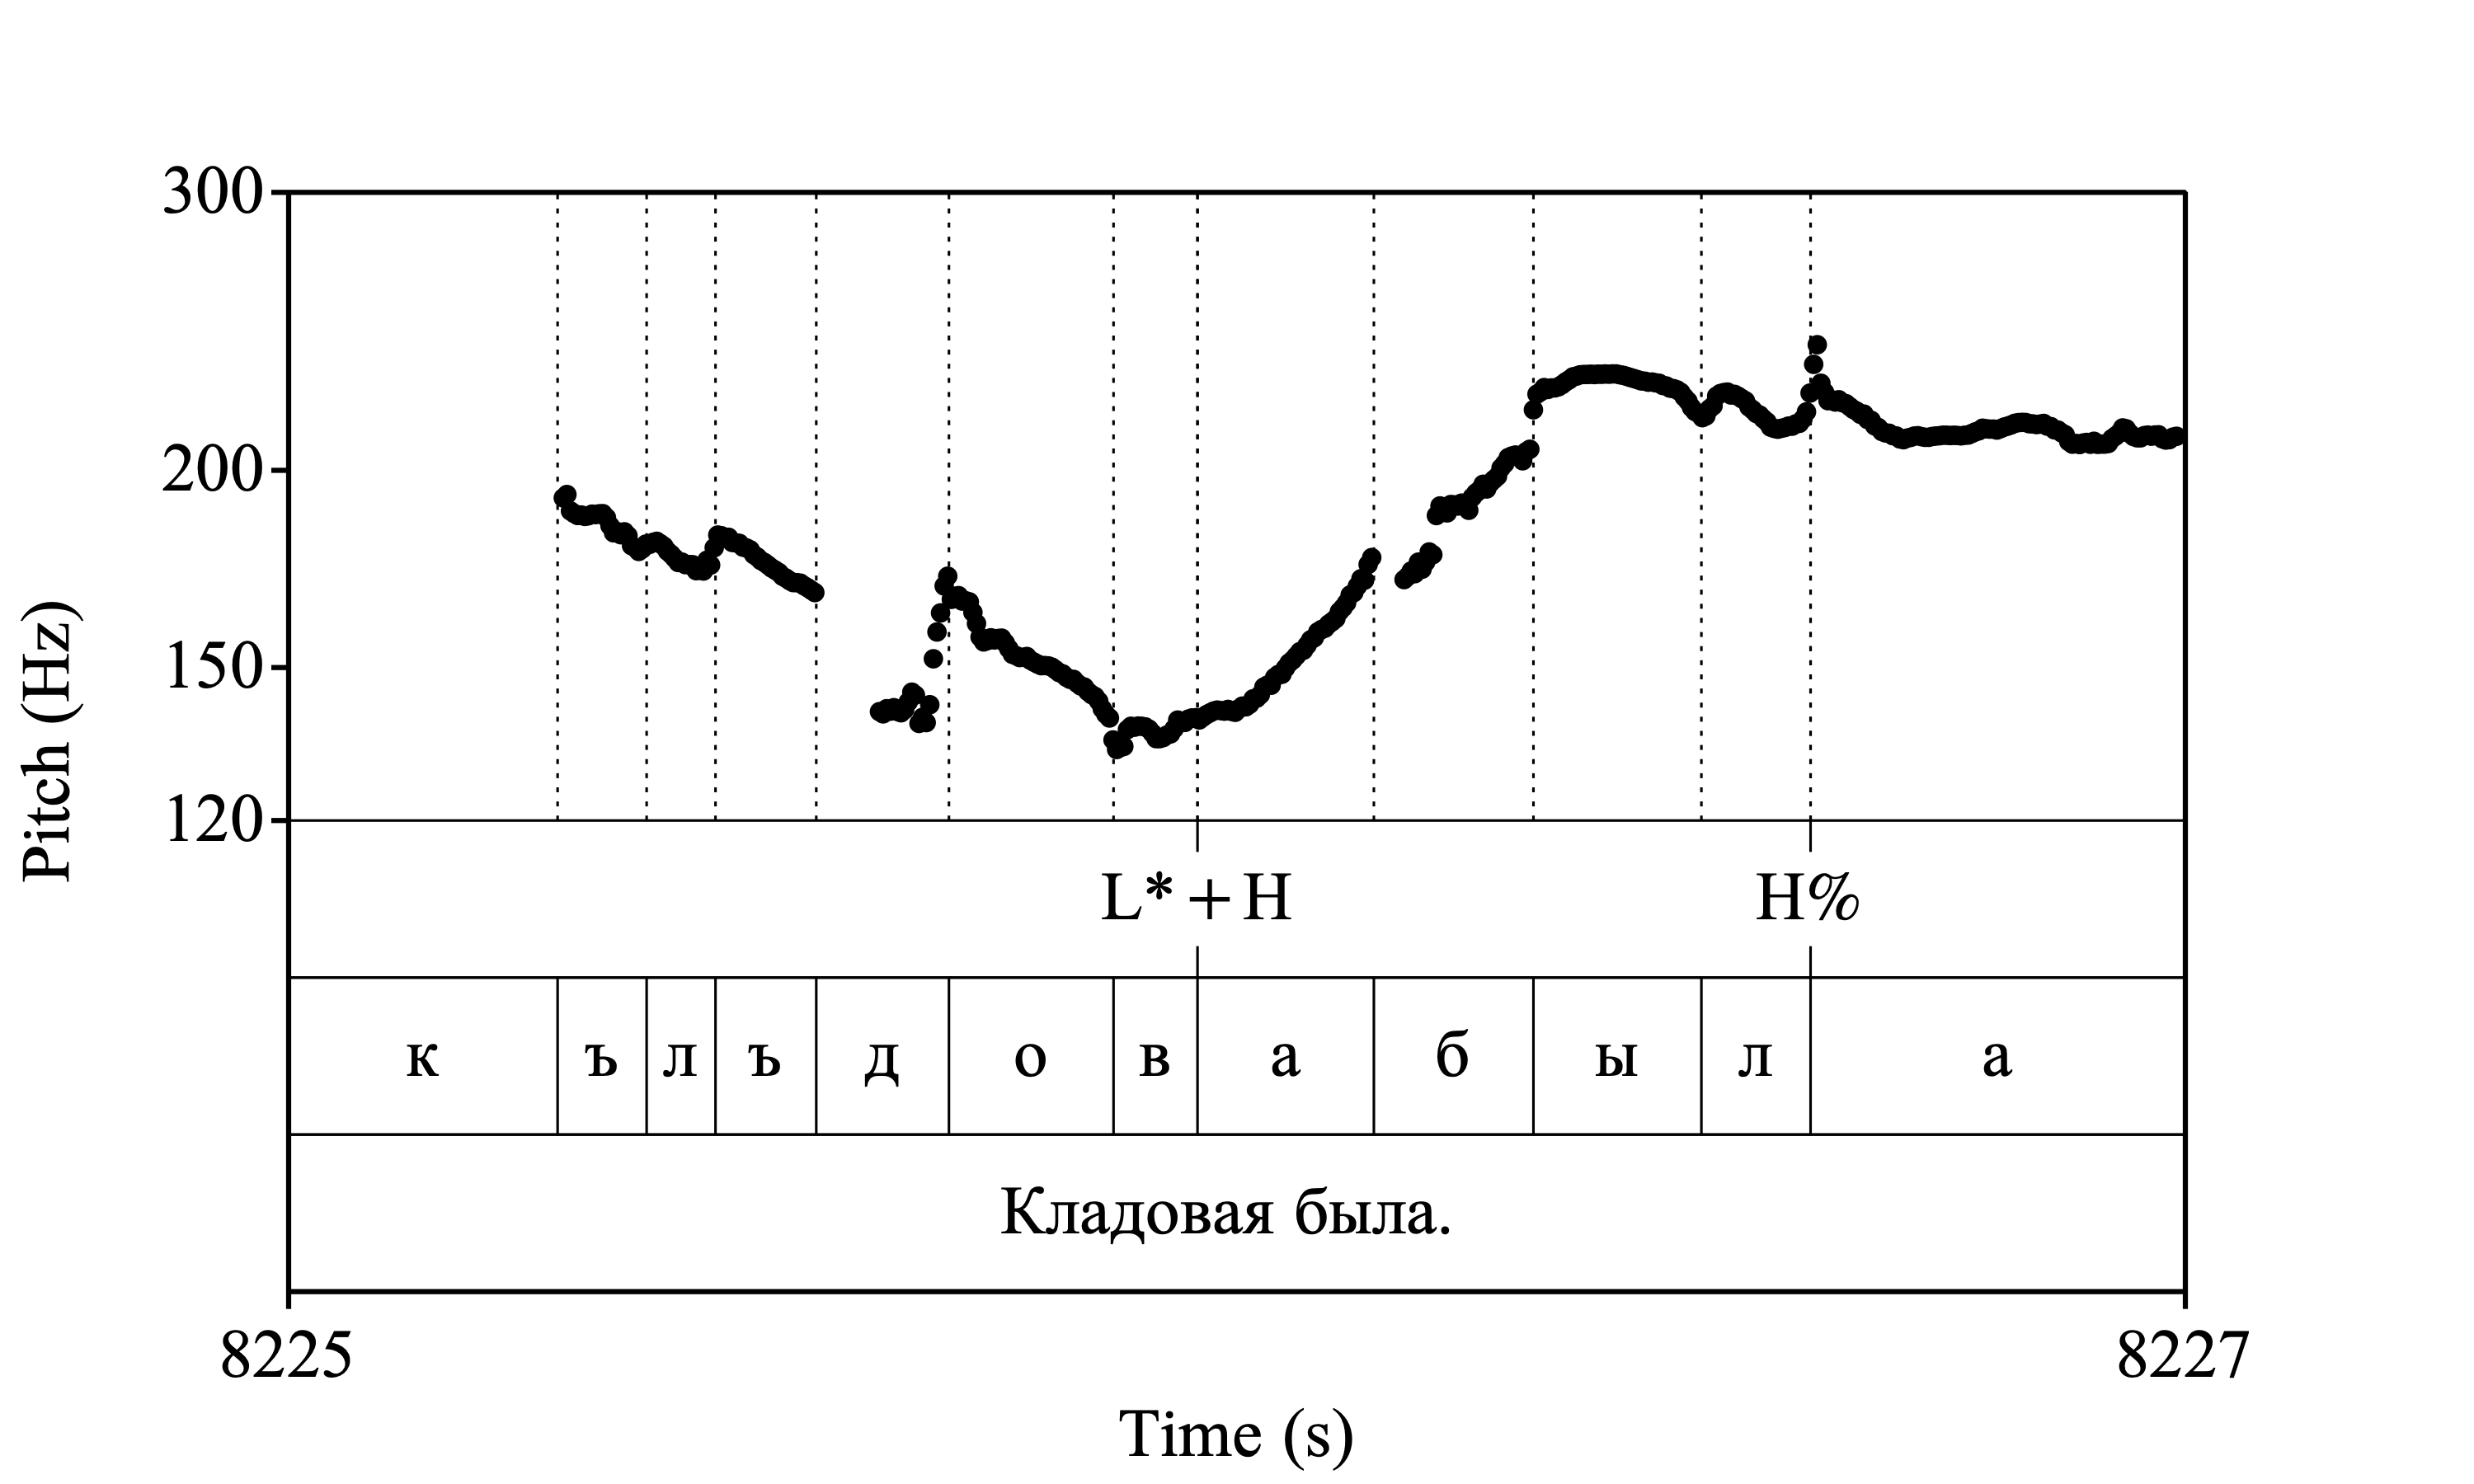 300
200
150
120
Pitch (Hz)
L*+H H%
к ъ л ъ д о в а б ы л а
Кладовая была.
8225 8227
Time (s)